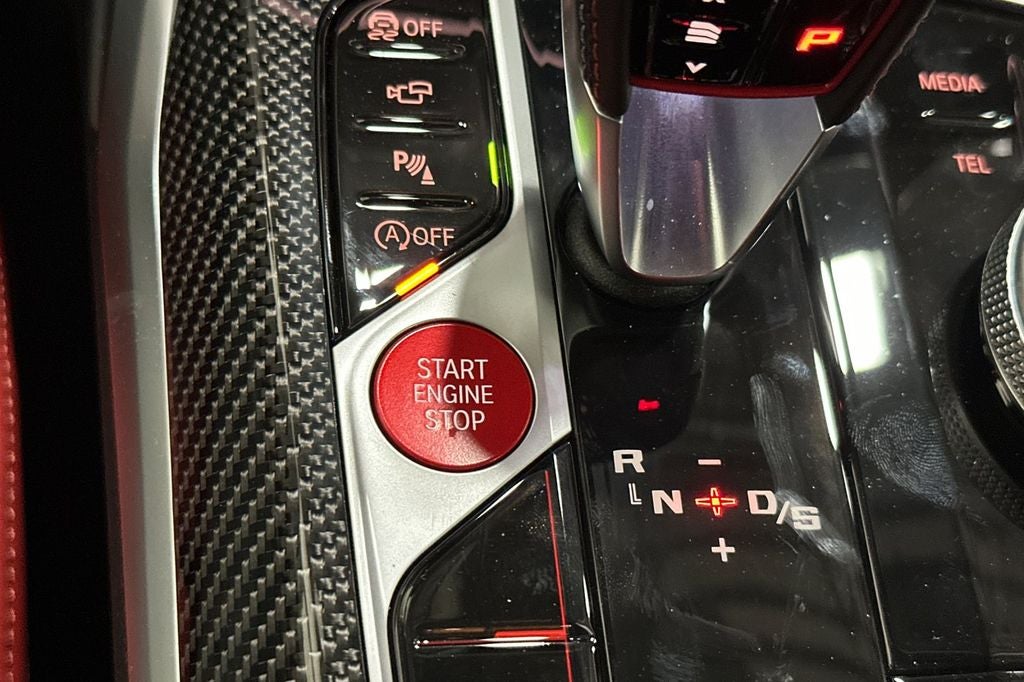 OFF
P
P
MEDIA
TEL
A OFF
START
ENGINE
STOP
R −
N D/S
+